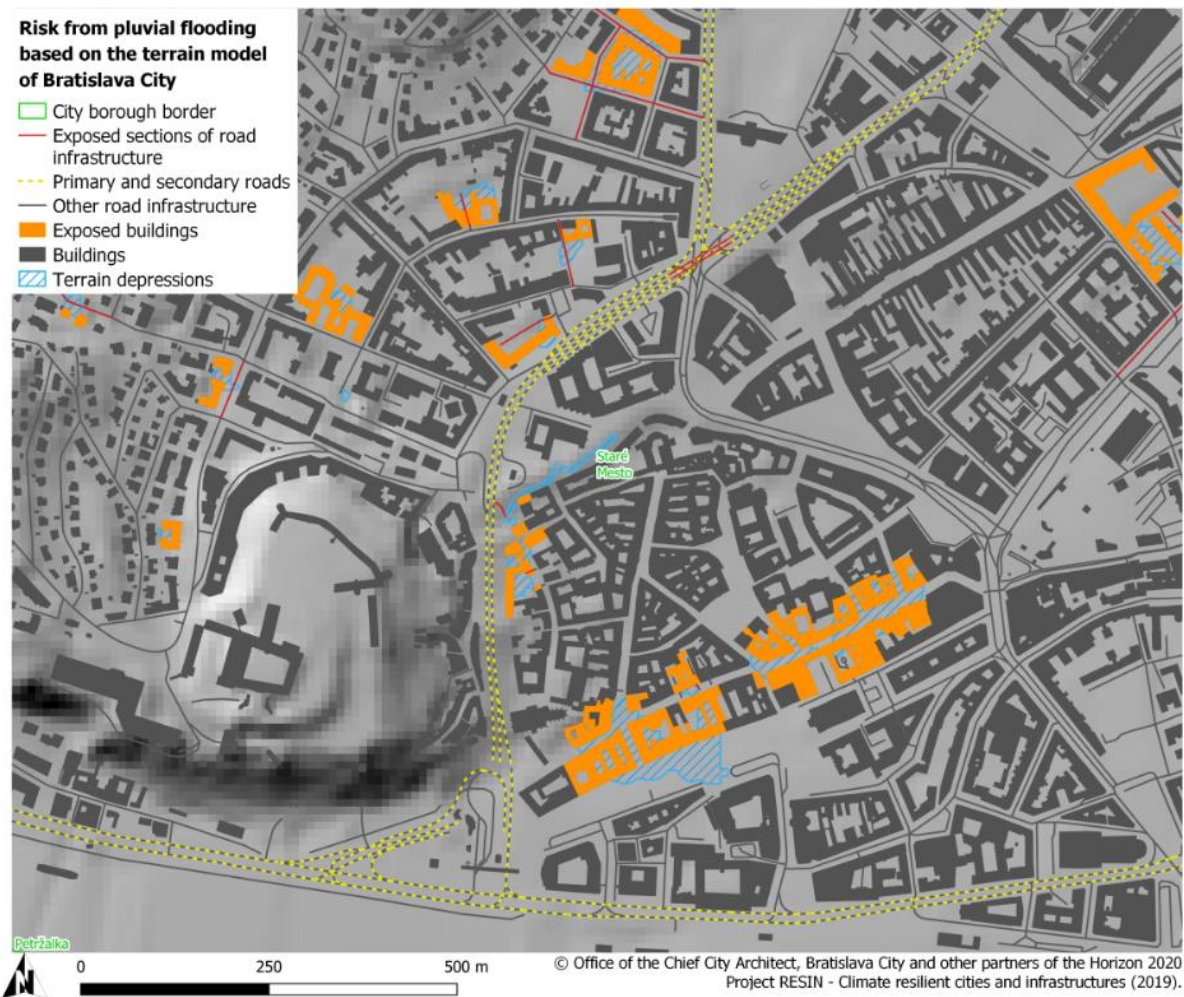 Risk from pluvial flooding
based on the terrain model
of Bratislava City
City borough border
Exposed sections of road
infrastructure
Primary and secondary roads
Other road infrastructure
Exposed buildings
Buildings
Terrain depressions
Staré
Mesto
Petržalka
N
0 250 500 m
© Office of the Chief City Architect, Bratislava City and other partners of the Horizon 2020
Project RESIN - Climate resilient cities and infrastructures (2019).